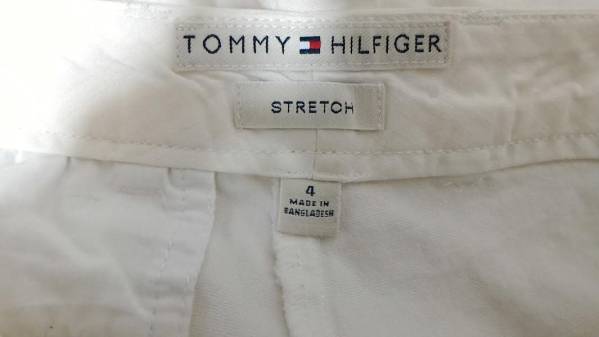 TOMMY HILFIGER
STRETCH
4
MADE IN
BANGLADESH